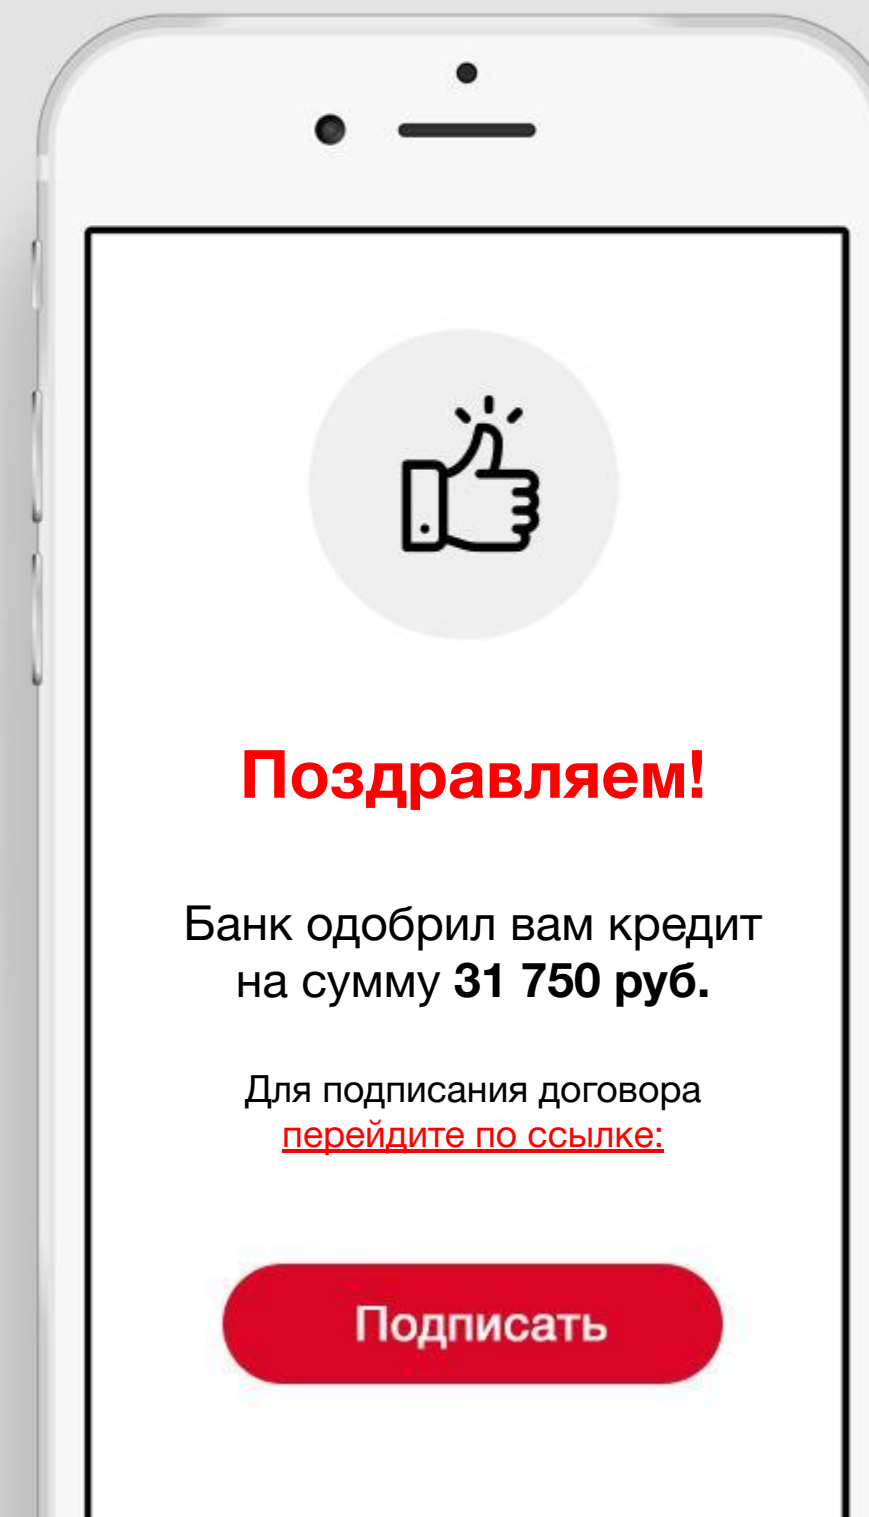 Поздравляем!
Банк одобрил вам кредит
на сумму 31 750 руб.
Для подписания договора
перейдите по ссылке:
Подписать